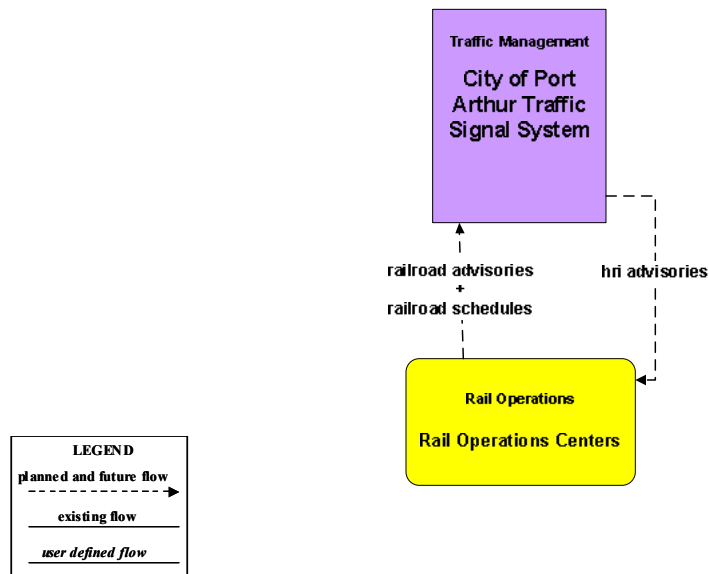 Traffic Management
City of Port
Arthur Traffic
Signal System
railroad advisories
+
railroad schedules
hri advisories
Rail Operations
Rail Operations Centers
LEGEND
planned and future flow
existing flow
user defined flow